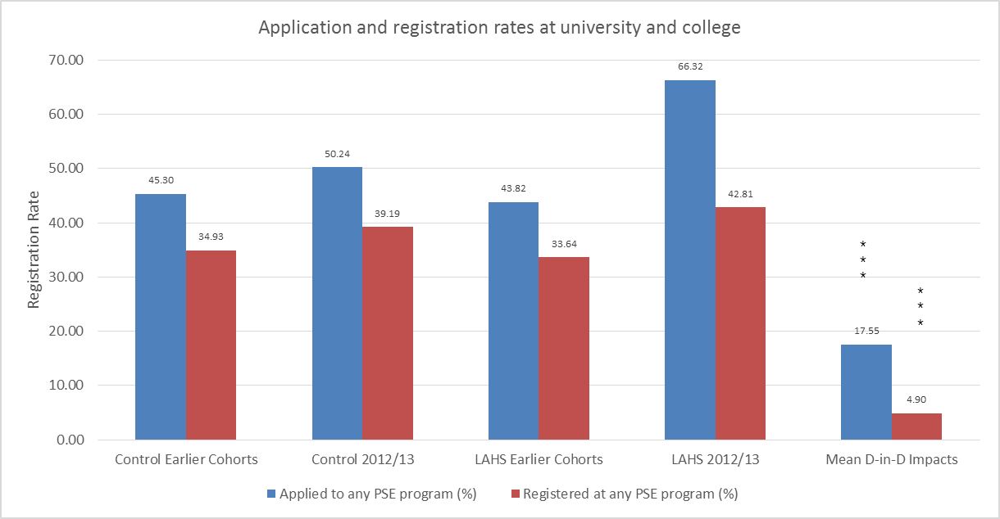 Application and registration rates at university and college
Registration Rate
70.00
60.00
50.00
40.00
30.00
20.00
10.00
0.00
45.30
34.93
50.24
39.19
43.82
33.64
66.32
42.81
*
*
*
17.55
*
*
*
4.90
Control Earlier Cohorts
Control 2012/13
LAHS Earlier Cohorts
LAHS 2012/13
Mean D-in-D Impacts
Applied to any PSE program (%)
Registered at any PSE program (%)